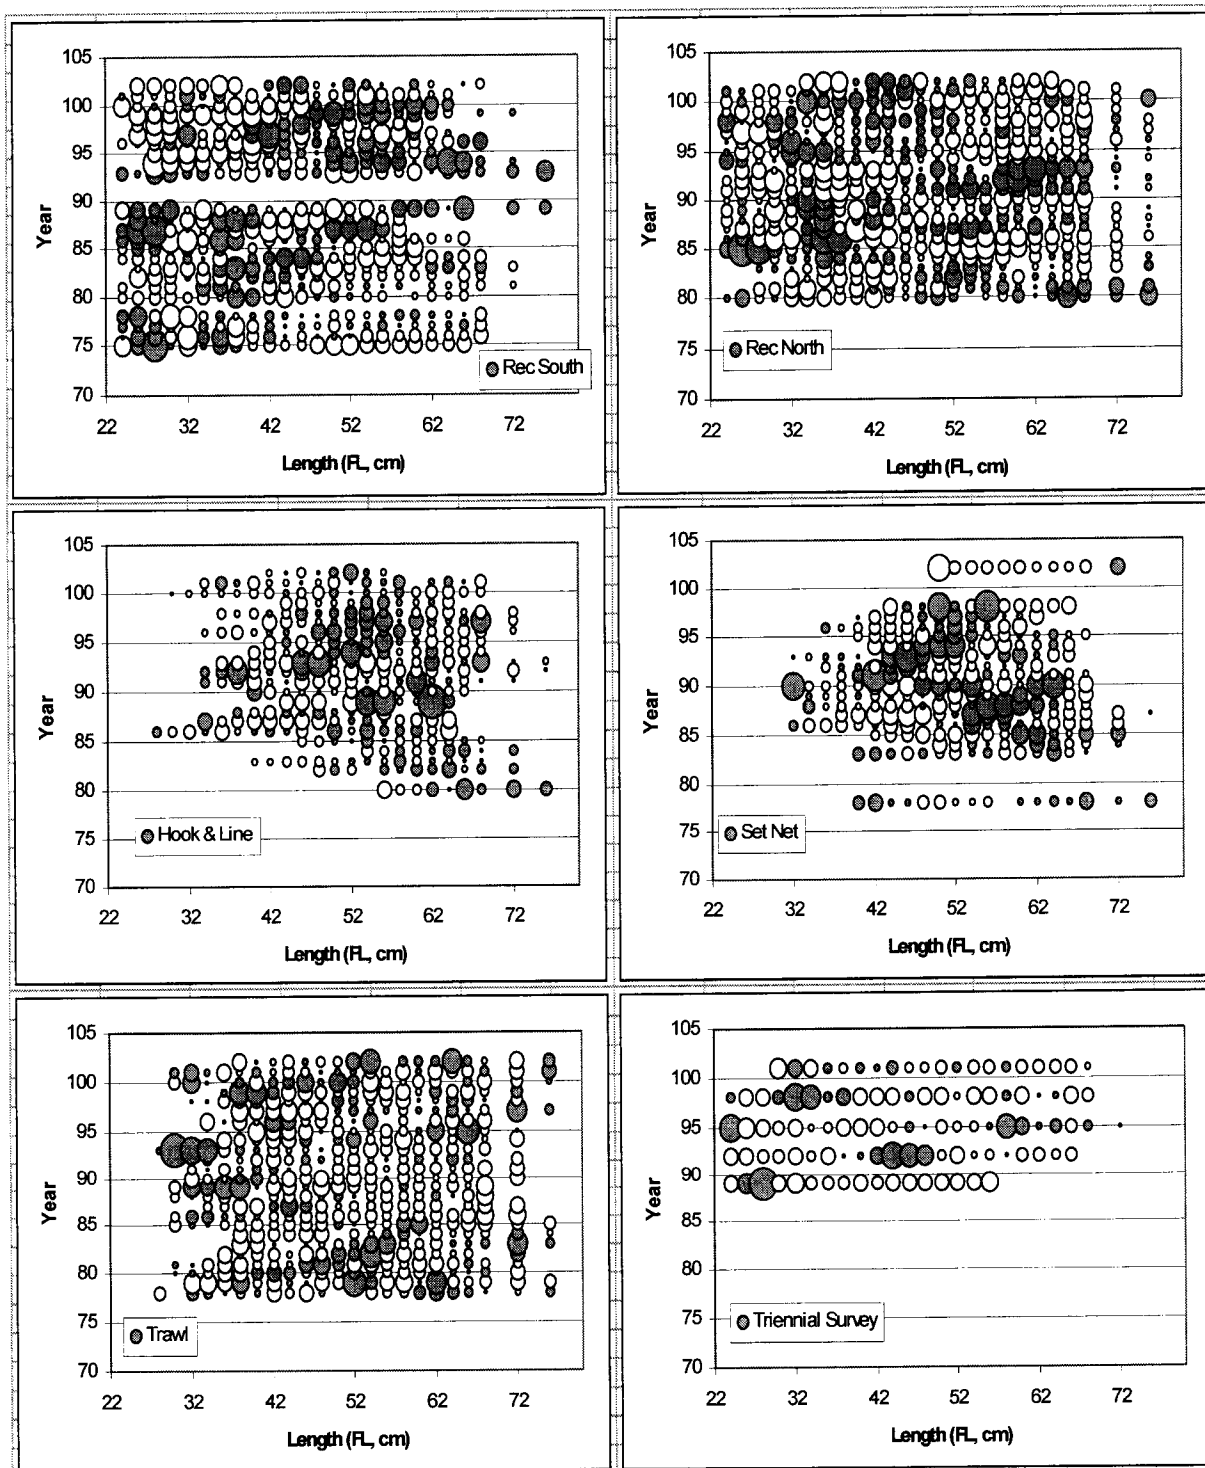 105
100
95
90
85
80
75
70
Year
Rec South
22 32 42 52 62 72
Length (FL, cm)
105
100
95
90
85
80
75
70
Year
Rec North
22 32 42 52 62 72
Length (FL, cm)
105
100
95
90
85
80
75
70
Year
Hook & Line
22 32 42 52 62 72
Length (FL, cm)
105
100
95
90
85
80
75
70
Year
Set Net
22 32 42 52 62 72
Length (FL, cm)
105
100
95
90
85
80
75
70
Year
Trawl
22 32 42 52 62 72
Length (FL, cm)
105
100
95
90
85
80
75
70
Year
Triennial Survey
22 32 42 52 62 72
Length (FL, cm)